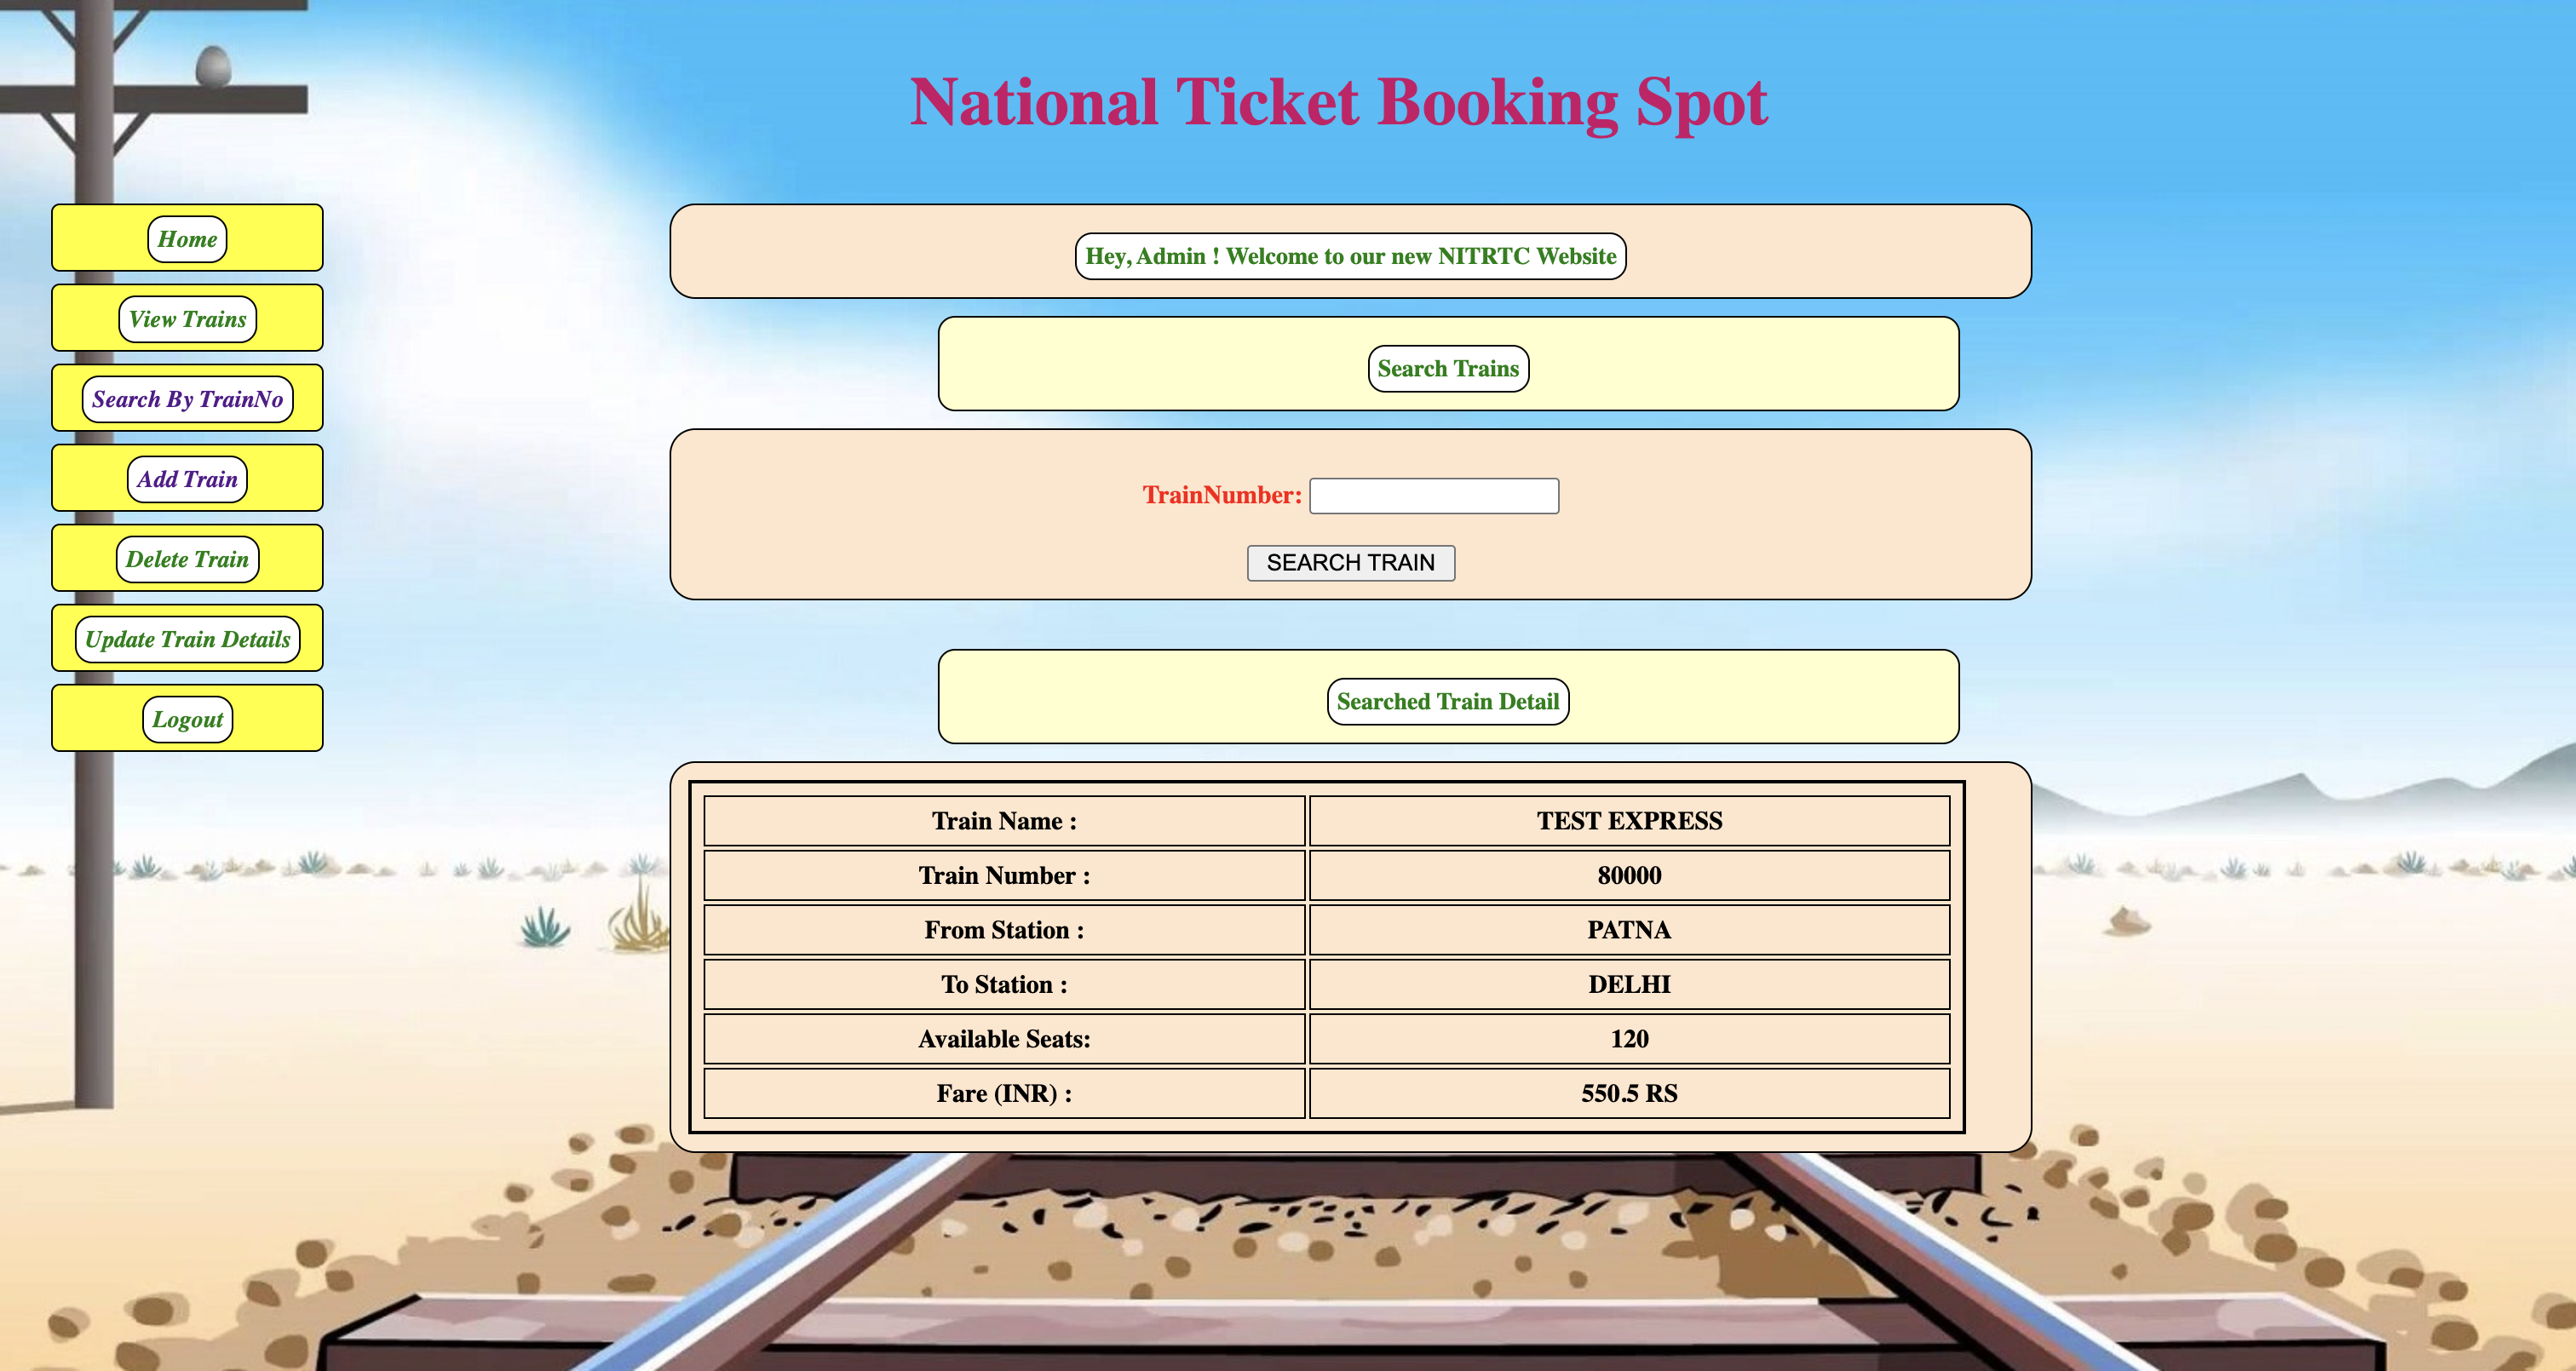 National Ticket Booking Spot
Home
View Trains
Search By TrainNo
Add Train
Delete Train
Update Train Details
Logout
Hey, Admin ! Welcome to our new NITRTC Website
Search Trains
TrainNumber:
SEARCH TRAIN
Searched Train Detail
Train Name : TEST EXPRESS
Train Number : 80000
From Station : PATNA
To Station : DELHI
Available Seats: 120
Fare (INR) : 550.5 RS